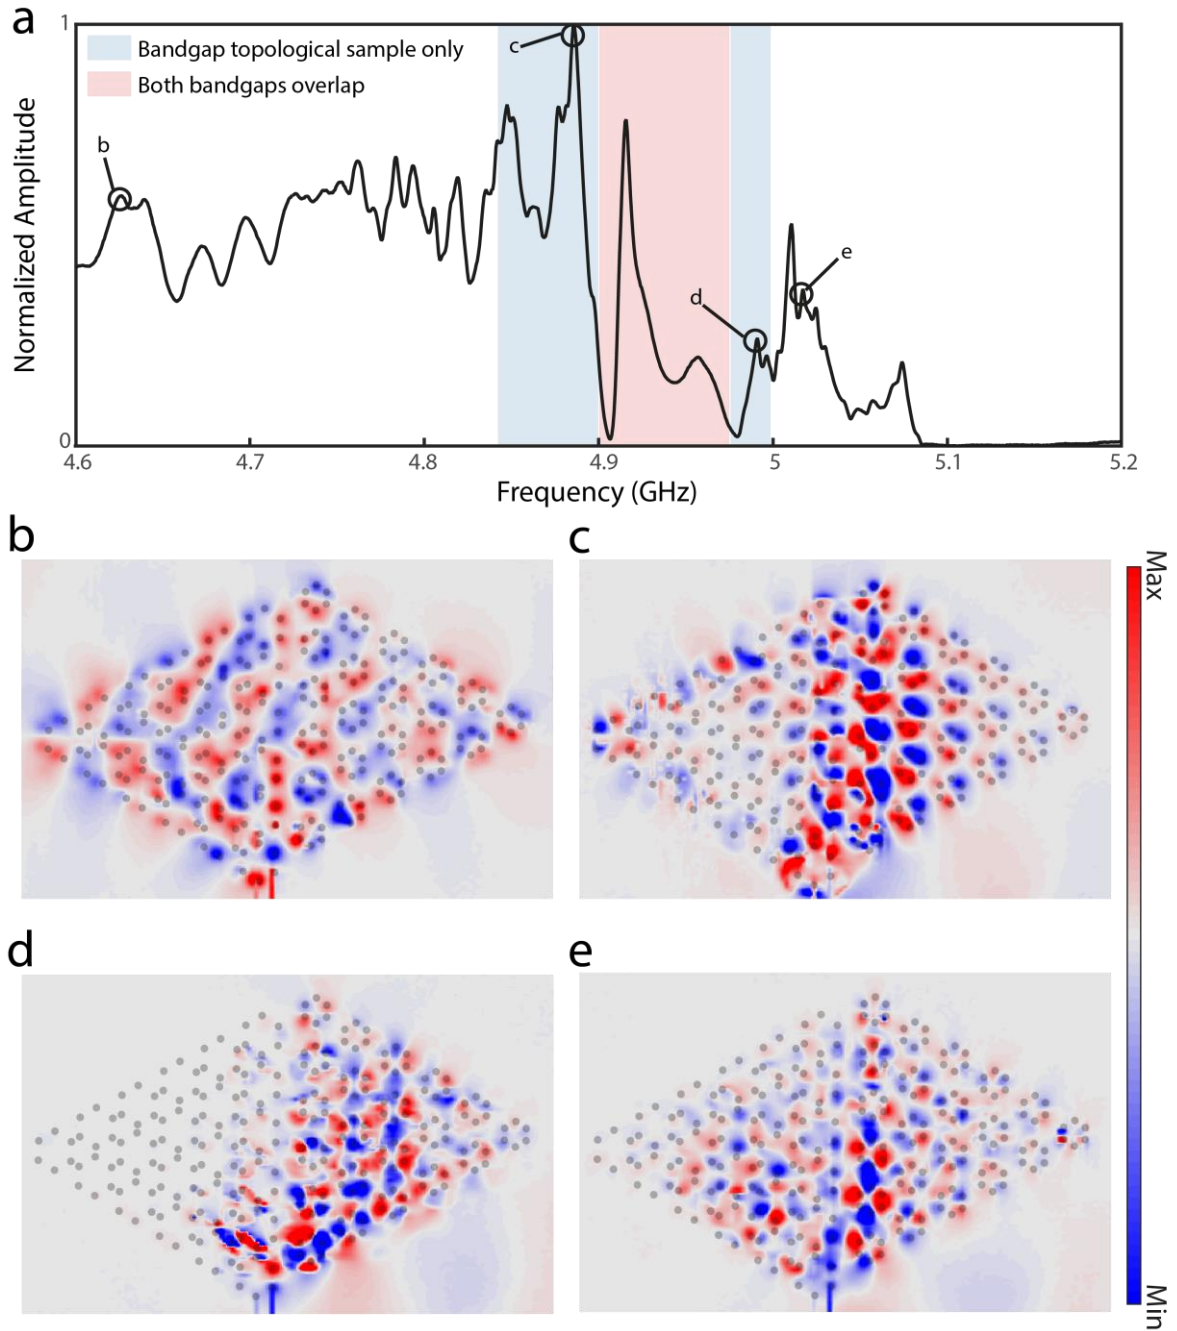 a
1
Bandgap topological sample only
Both bandgaps overlap
c
b
d
e
Normalized Amplitude
0
4.6 4.7 4.8 4.9 5 5.1 5.2
Frequency (GHz)
b
c
Max
d
e
Min